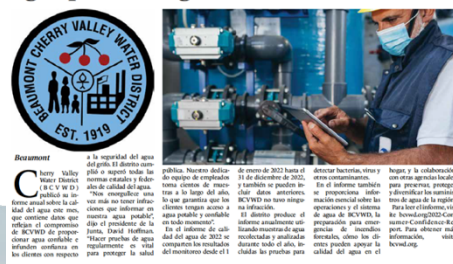 BEAUMONT CHERRY VALLEY WATER DISTRICT
EST. 1919
Beaumont
Cherry Valley
Water District
(BCVWD)
publicó su in-
forme anual sobre la cali-
dad del agua este mes,
que contiene datos que
reflejan el compromiso
de BCVWD de propor-
cionar agua confiable e
infunden confianza en
los clientes con respecto
a la seguridad del agua
del grifo. El distrito cum-
plió o superó todas las
normas estatales y feder-
ales de calidad del agua.
"Nos enorgullece una
vez más no tener infrac-
ciones que informar en
nuestra agua potable",
dijo el presidente de la
Junta, David Hoffman.
"Hacer pruebas de agua
regularmente es vital
para proteger la salud
pública. Nuestro dedica-
do equipo de empleados
toma cientos de mues-
tras a lo largo del año,
lo que garantiza que los
clientes tengan acceso a
agua potable y confiable
en todo momento".
En el informe de cali-
dad del agua de 2022 se
comparten los resultados
del monitoreo desde el 1
de enero de 2022 hasta el
31 de diciembre de 2022,
y también se pueden in-
cluir datos anteriores.
BCVWD no tuvo ningu-
na infracción.
El distrito produce el
informe anualmente uti-
lizando muestras de agua
recolectadas y analizadas
durante todo el año, in-
cluidas las pruebas para
detectar bacterias, virus y
otros contaminantes.
En el informe también
se proporciona infor-
mación esencial sobre las
operaciones y el sistema
de agua de BCVWD, la
preparación para emer-
gencias de incendios
forestales, cómo los cli-
entes pueden apoyar la
calidad del agua en el
hogar, y la colaboración
con otras agencias locales
para preservar, proteger
y diversificar los suminis-
tros de agua de la región.
Para leer el informe, vis-
ite bcvwd.org/2022-Con-
sumer-Confidence-Re-
port. Para obtener más
información, visite
bcvwd.org.